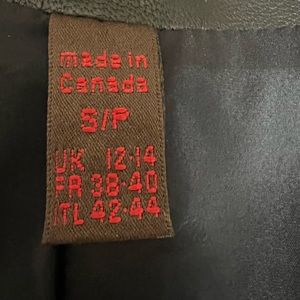 made in
Canada
S/P
UK 12-14
FR 38-40
ITL 42-44